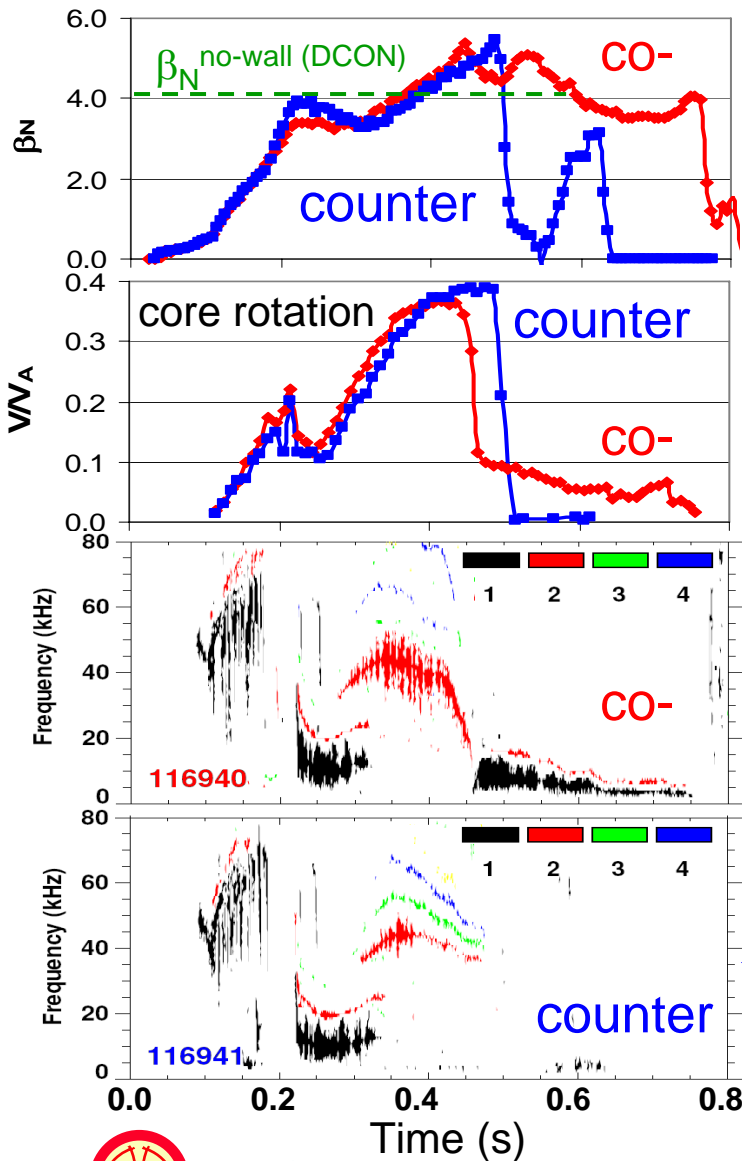 6.0
4.0
2.0
0.0
βN
βN no-wall (DCON)
co-
counter
0.4
0.3
0.2
0.1
0.0
V/VA
core rotation
counter
co-
80
60
40
20
0
Frequency (kHz)
1 2 3 4
co-
116940
80
60
40
20
0
Frequency (kHz)
1 2 3 4
counter
116941
0.0 0.2 0.4 0.6 0.8
Time (s)